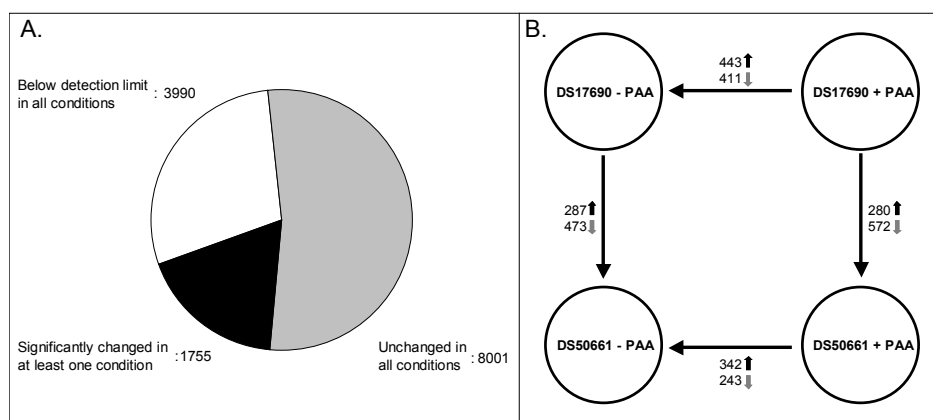 A.
Below detection limit
in all conditions : 3990
Significantly changed in
at least one condition :1755
Unchanged in
all conditions : 8001
B.
DS17690 - PAA
443
411
DS17690 + PAA
287
473
280
572
DS50661 - PAA
342
243
DS50661 + PAA